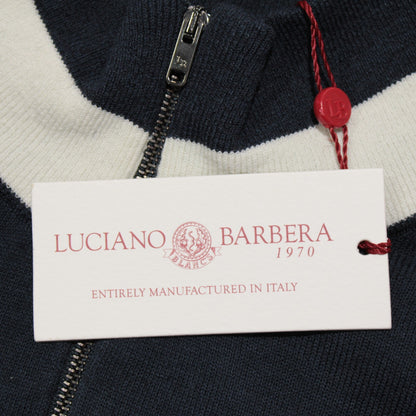 LUCIANO BARBERA
1970
ENTIRELY MANUFACTURED IN ITALY